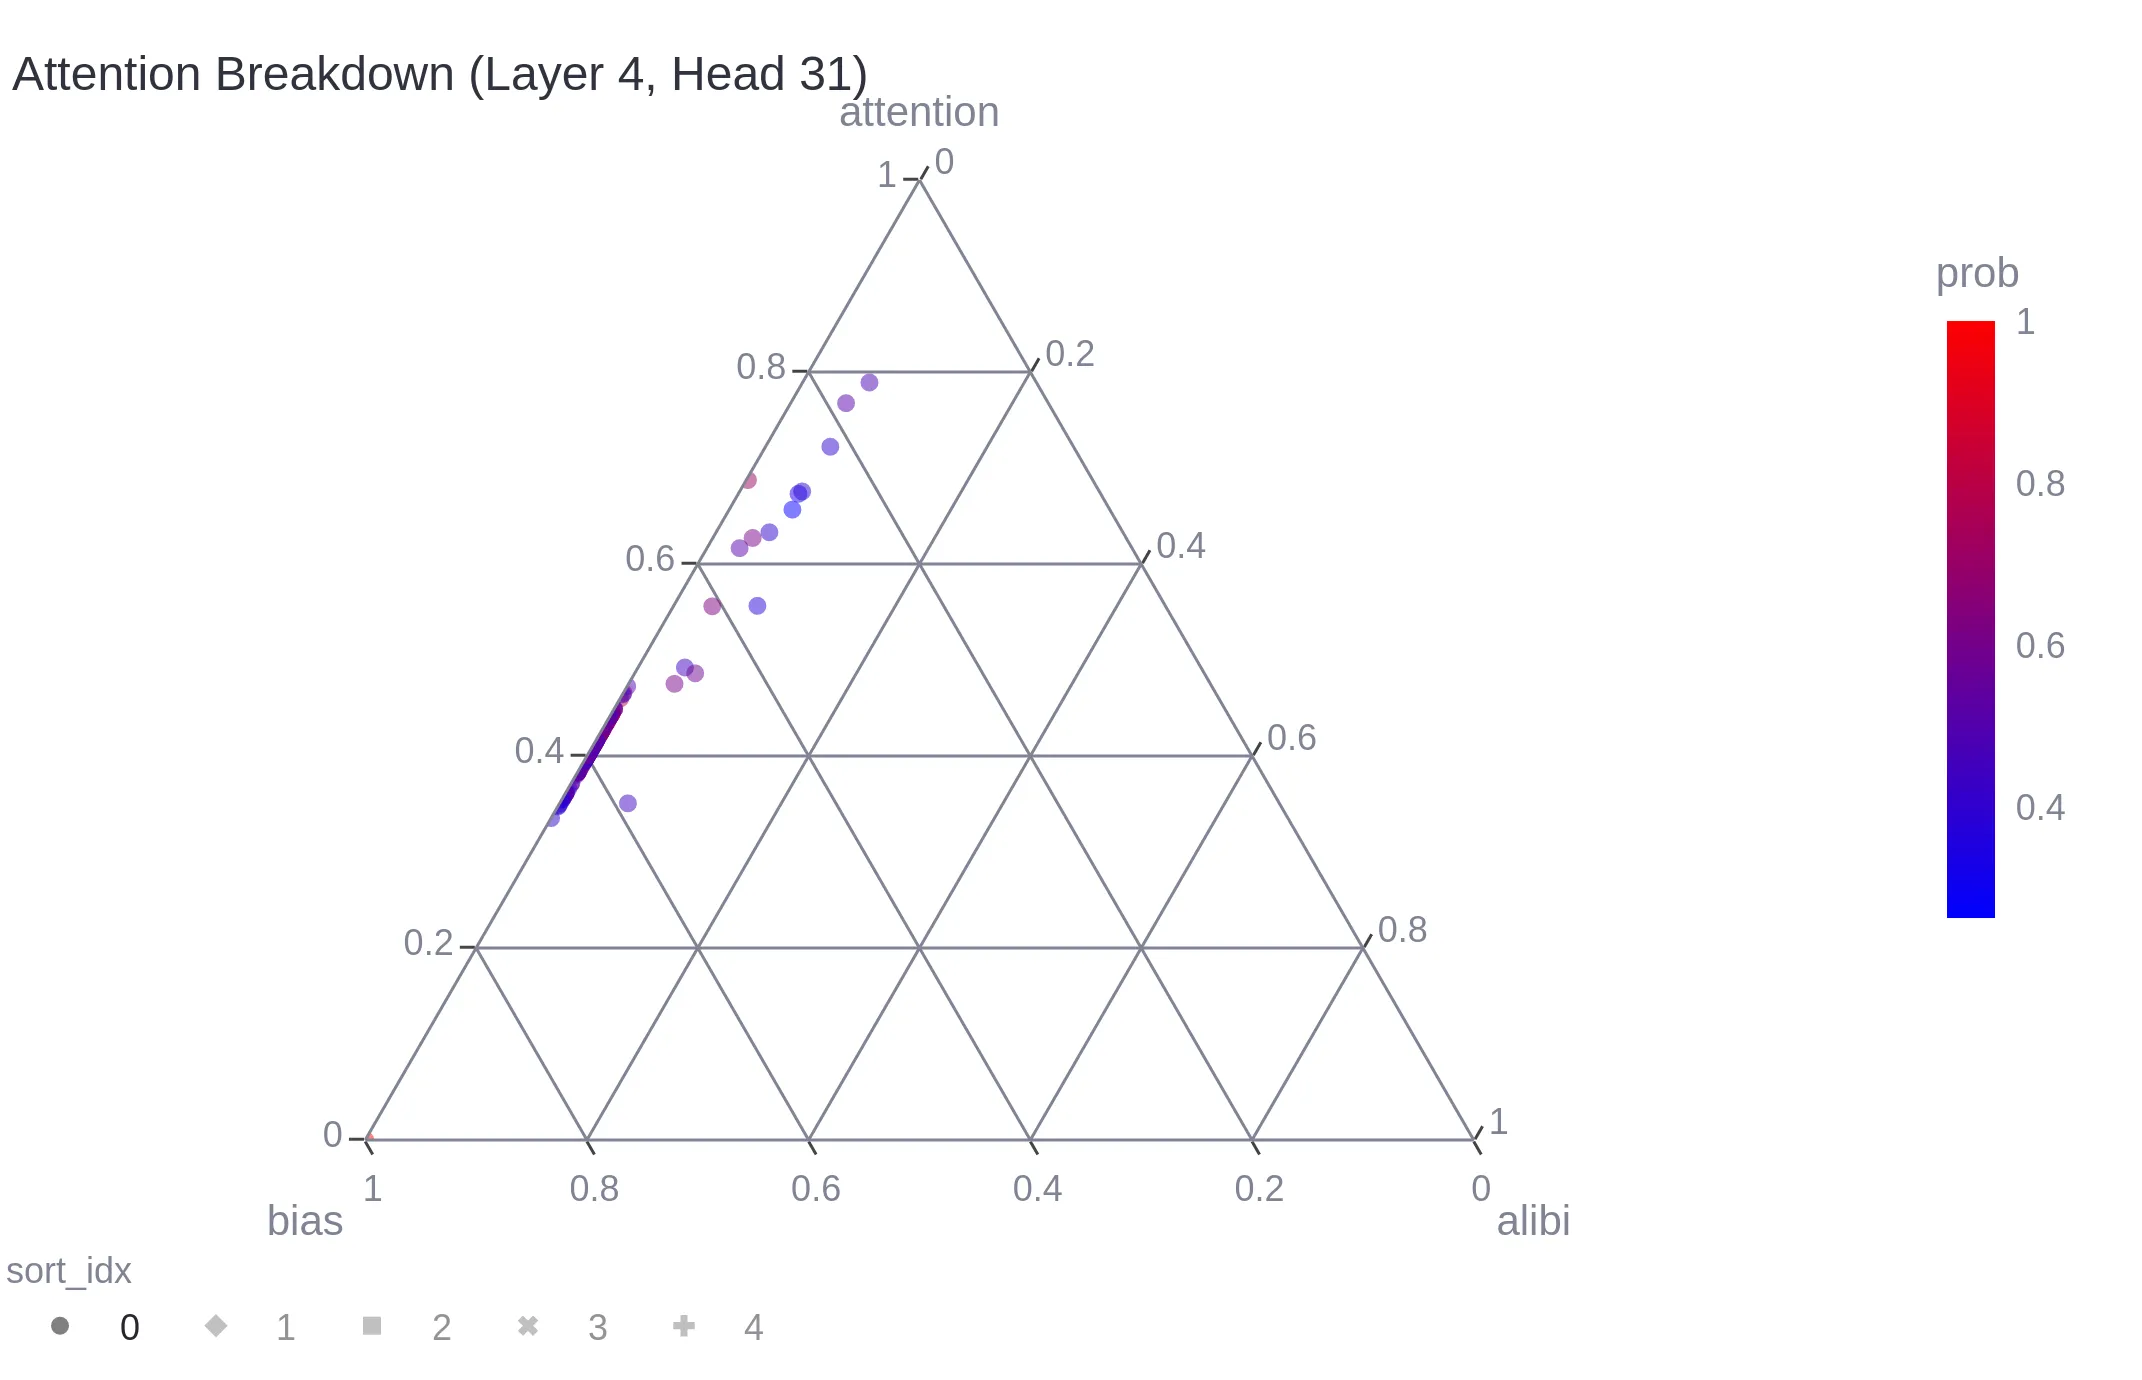 Attention Breakdown (Layer 4, Head 31)
attention
1 0
prob
1
0.8 0.2
0.8
0.6 0.4
0.6
0.4 0.6
0.4
0.2 0.8
0 1
1 0.8 0.6 0.4 0.2 0
bias alibi
sort_idx
0 1 2 3 4